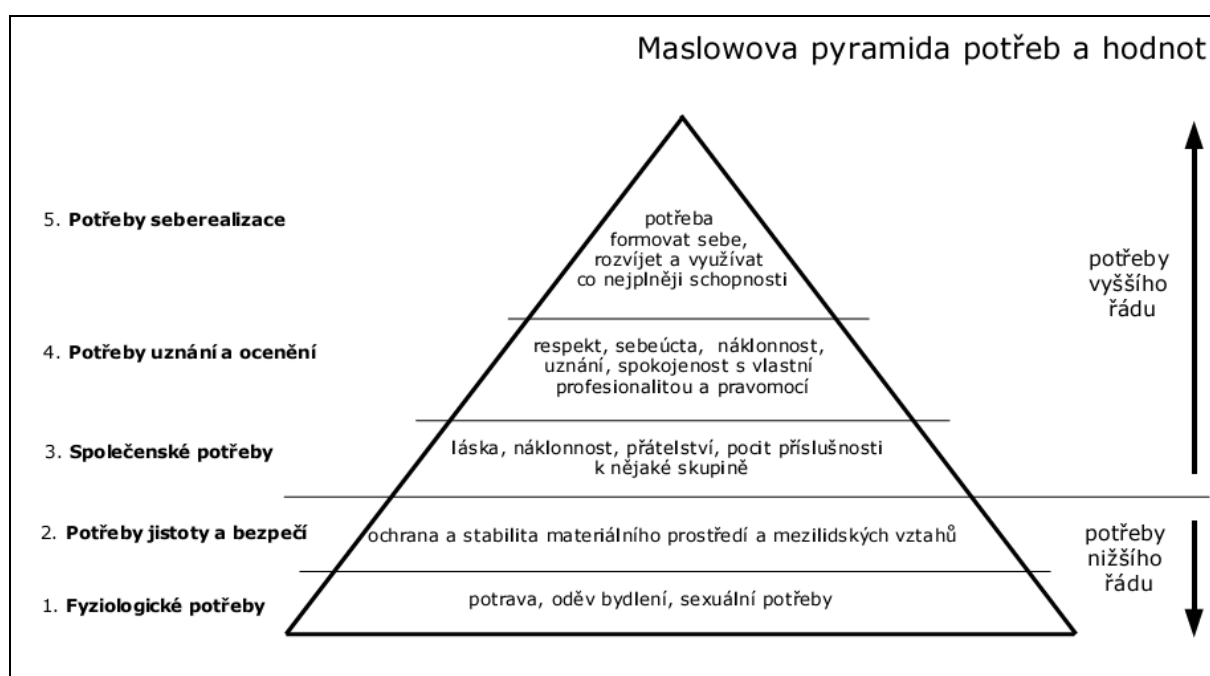 Maslowova pyramida potřeb a hodnot
5. Potřeby seberealizace
potřeba
formovat sebe,
rozvíjet a využívat
co nejplněji schopnosti
potřeby
vyššího
řádu
4. Potřeby uznání a ocenění
respekt, sebeúcta, náklonnost,
uznání, spokojenost s vlastní
profesionalitou a pravomocí
3. Společenské potřeby
láska, náklonnost, přátelství, pocit příslušnosti
k nějaké skupině
2. Potřeby jistoty a bezpečí
ochrana a stabilita materiálního prostředí a mezilidských vztahů
potřeby
nižšího
řádu
1. Fyziologické potřeby
potrava, oděv bydlení, sexuální potřeby